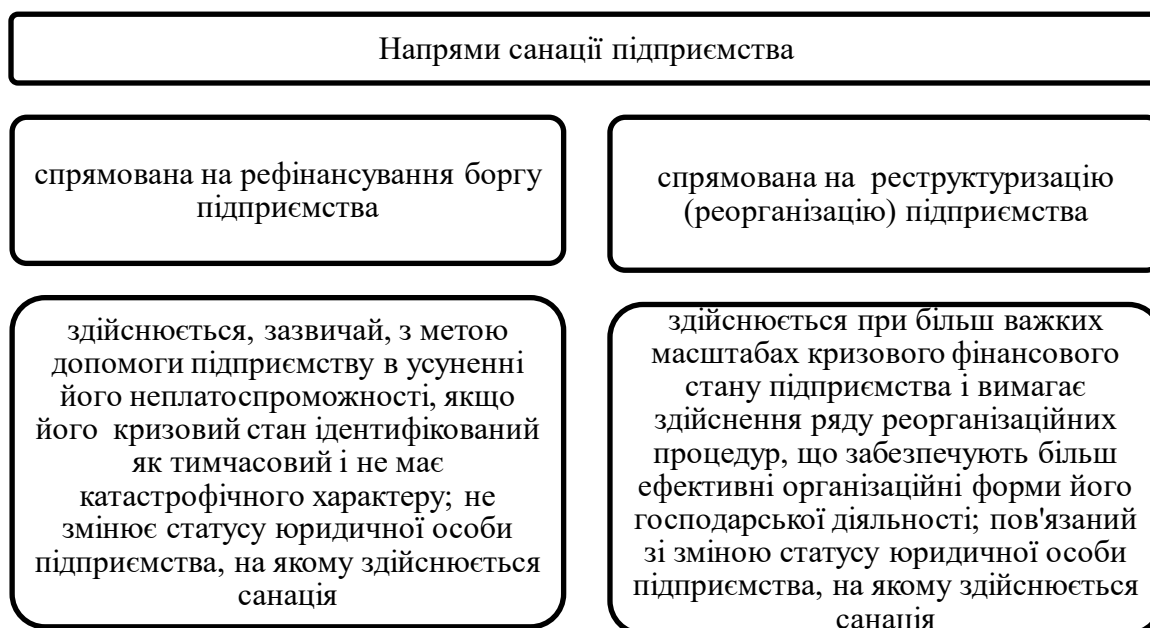 Напрями санації підприємства
спрямована на рефінансування боргу
підприємства
спрямована на реструктуризацію
(реорганізацію) підприємства
здійснюється, зазвичай, з метою
допомоги підприємству в усуненні
його неплатоспроможності, якщо
його кризовий стан ідентифікований
як тимчасовий і не має
катастрофічного характеру; не
змінює статусу юридичної особи
підприємства, на якому здійснюється
санація
здійснюється при більш важких
масштабах кризового фінансового
стану підприємства і вимагає
здійснення ряду реорганізаційних
процедур, що забезпечують більш
ефективні організаційні форми його
господарської діяльності; пов'язаний
зі зміною статусу юридичної особи
підприємства, на якому здійснюється
санація